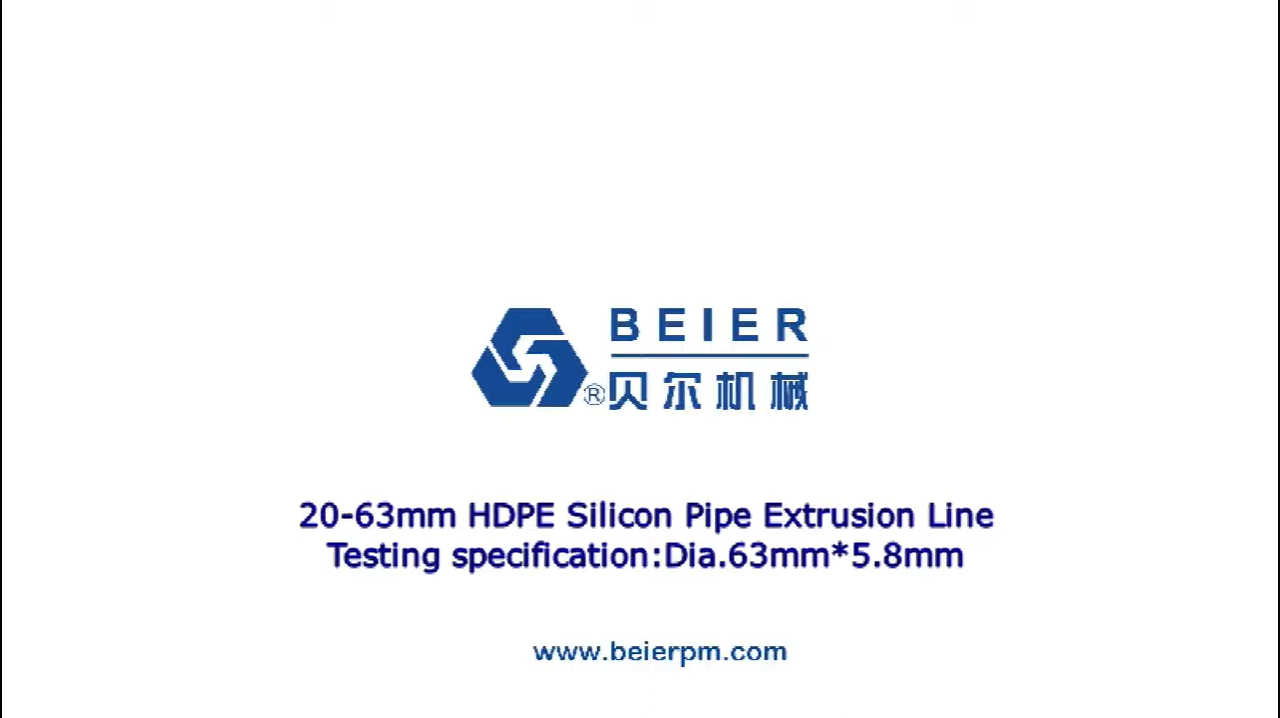 BEIER
®贝尔机械
20-63mm HDPE Silicon Pipe Extrusion Line
Testing specification:Dia.63mm*5.8mm
www.beierpm.com